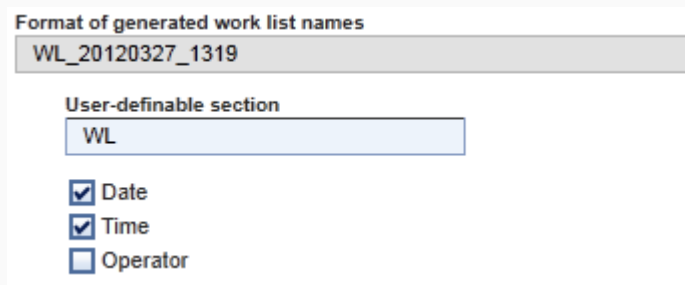 Format of generated work list names
WL_20120327_1319
User-definable section
WL
Date
Time
Operator